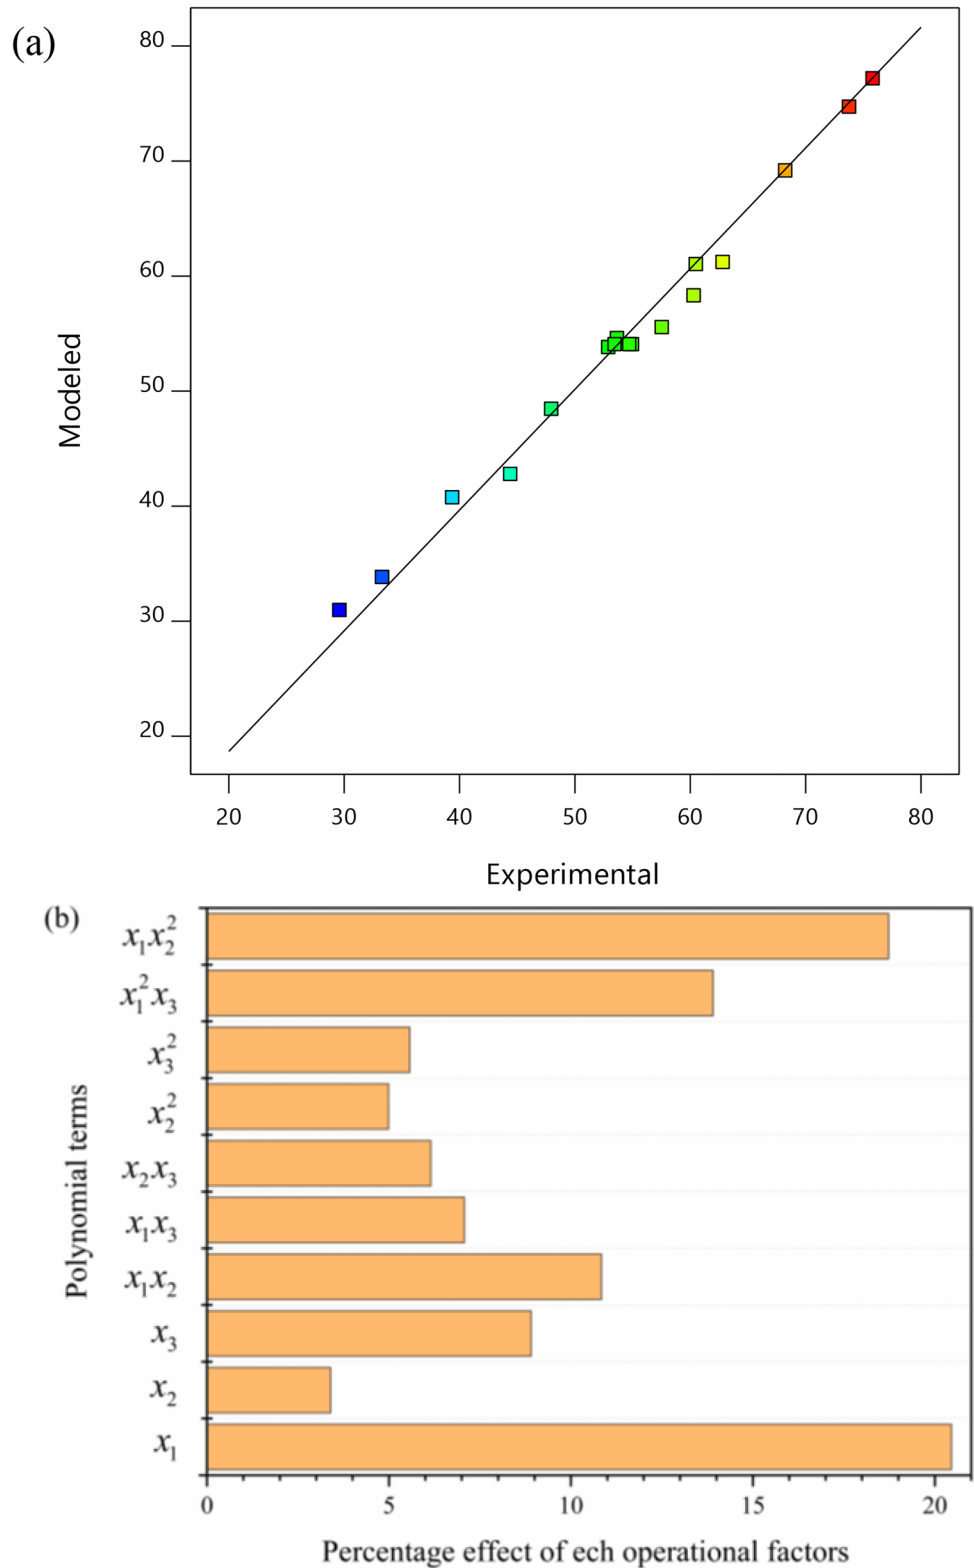 (a)
80
70
60
50
40
30
20
Modeled
20 30 40 50 60 70 80
Experimental
(b)
x₁x₂²
x₁²x₃
x₃²
x₂²
x₂x₃
x₁x₃
x₁x₂
x₃
x₂
x₁
Polynomial terms
0 5 10 15 20
Percentage effect of ech operational factors